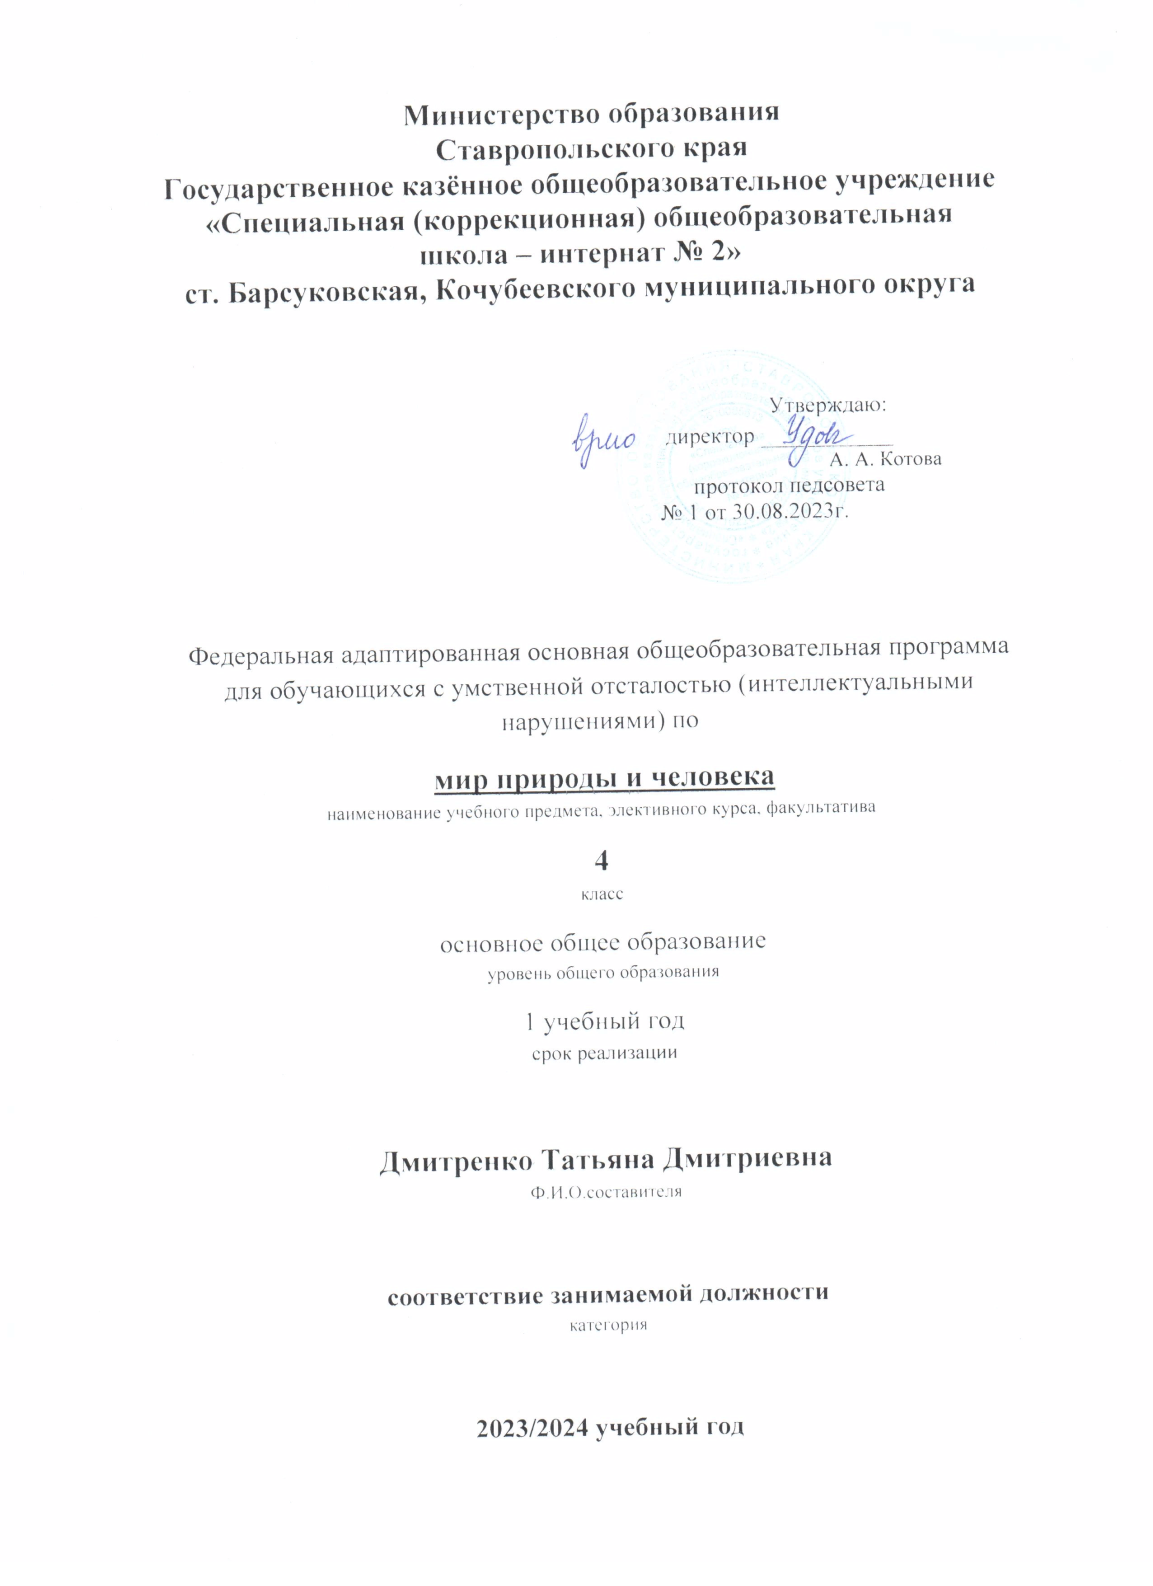 Министерство образования
Ставропольского края
Государственное казённое общеобразовательное учреждение
«Специальная (коррекционная) общеобразовательная
школа – интернат № 2»
ст. Барсуковская, Кочубеевского муниципального округа
Утверждаю:
врио директор
А. А. Котова
протокол педсовета
№ 1 от 30.08.2023г.
Федеральная адаптированная основная общеобразовательная программа
для обучающихся с умственной отсталостью (интеллектуальными
нарушениями) по
мир природы и человека
наименование учебного предмета, элективного курса, факультатива
4
класс
основное общее образование
уровень общего образования
1 учебный год
срок реализации
Дмитренко Татьяна Дмитриевна
Ф.И.О.составителя
соответствие занимаемой должности
категория
2023/2024 учебный год